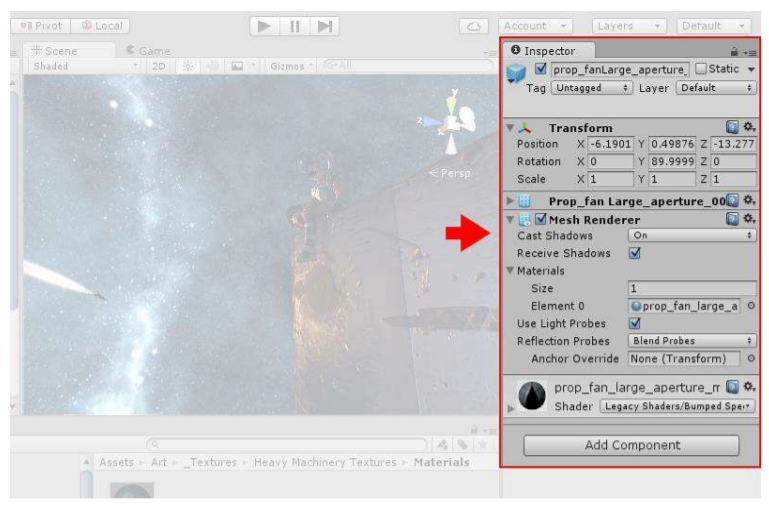 Pivot Local Account Layers Default
Scene Game
Shaded 2D Gizmos All
y
z
Persp
Inspector
prop_fanLarge_aperture_ Static
Tag Untagged Layer Default
Transform
Position X -6.1901 Y 0.49876 Z -13.277
Rotation X 0 Y 89.9999 Z 0
Scale X 1 Y 1 Z 1
Prop_fan Large_aperture_00
Mesh Renderer
Cast Shadows On
Receive Shadows
Materials
Size 1
Element 0 prop_fan_large_a
Use Light Probes
Reflection Probes Blend Probes
Anchor Override None (Transform)
prop_fan_large_aperture_m
Shader Legacy Shaders/Bumped Spe
Add Component
Assets Art _Textures Heavy Machinery Textures Materials